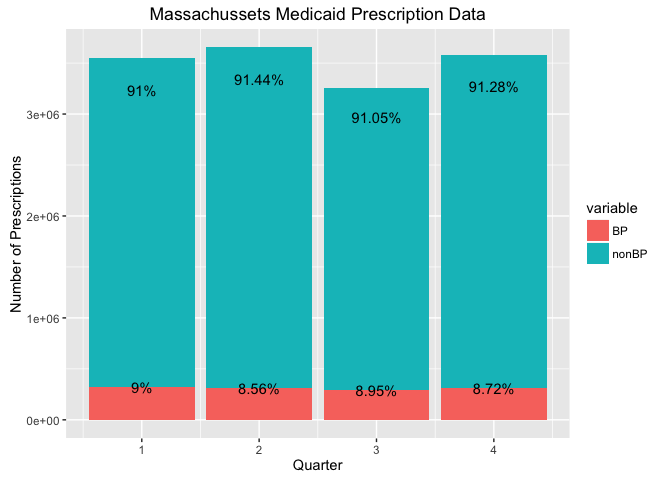 Massachussets Medicaid Prescription Data
Number of Prescriptions
3e+06
2e+06
1e+06
0e+00
91%
91.44%
91.05%
91.28%
9%
8.56%
8.95%
8.72%
1
2
3
4
Quarter
variable
BP
nonBP